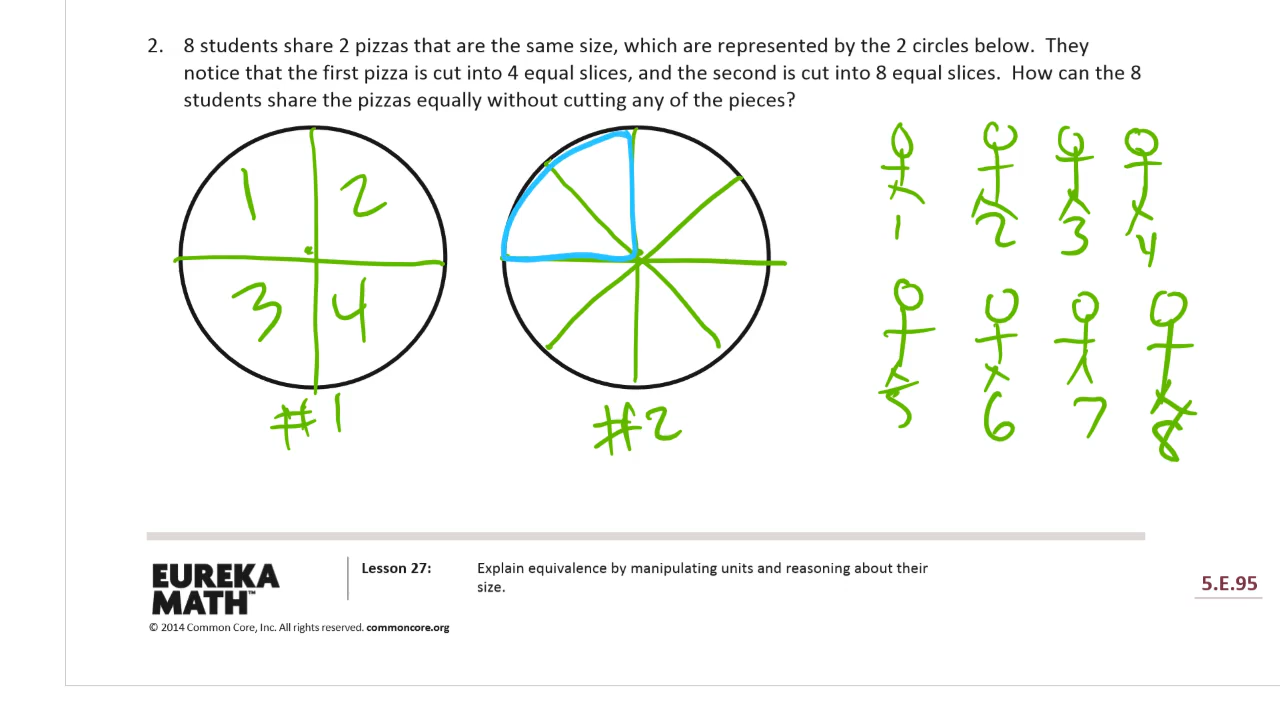 2. 8 students share 2 pizzas that are the same size, which are represented by the 2 circles below. They
notice that the first pizza is cut into 4 equal slices, and the second is cut into 8 equal slices. How can the 8
students share the pizzas equally without cutting any of the pieces?
1 2
3 4
#1
#2
1 2 3 4
5 6 7 8
EUREKA
MATH™
Lesson 27:
Explain equivalence by manipulating units and reasoning about their
size.
5.E.95
© 2014 Common Core, Inc. All rights reserved. commoncore.org